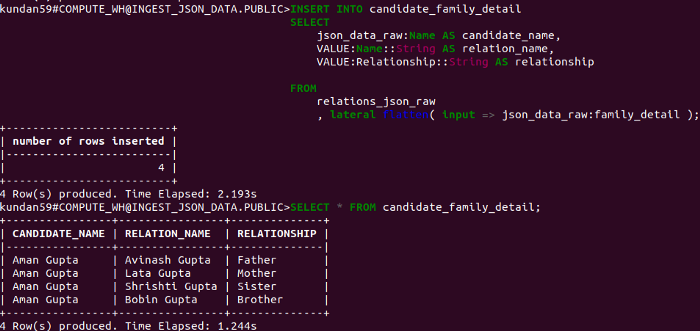 kundan59#COMPUTE_WH@INGEST_JSON_DATA.PUBLIC>INSERT INTO candidate_family_detail
SELECT
json_data_raw:Name AS candidate_name,
VALUE:Name::String AS relation_name,
VALUE:Relationship::String AS relationship
FROM
relations_json_raw
, lateral flatten( input => json_data_raw:family_detail );
+-------------------------+
| number of rows inserted |
|-------------------------|
| 4 |
+-------------------------+
4 Row(s) produced. Time Elapsed: 2.193s
kundan59#COMPUTE_WH@INGEST_JSON_DATA.PUBLIC>SELECT * FROM candidate_family_detail;
+----------------+----------------+--------------+
| CANDIDATE_NAME | RELATION_NAME | RELATIONSHIP |
|----------------+----------------+--------------|
| Aman Gupta | Avinash Gupta | Father |
| Aman Gupta | Lata Gupta | Mother |
| Aman Gupta | Shrishti Gupta | Sister |
| Aman Gupta | Bobin Gupta | Brother |
+----------------+----------------+--------------+
4 Row(s) produced. Time Elapsed: 1.244s